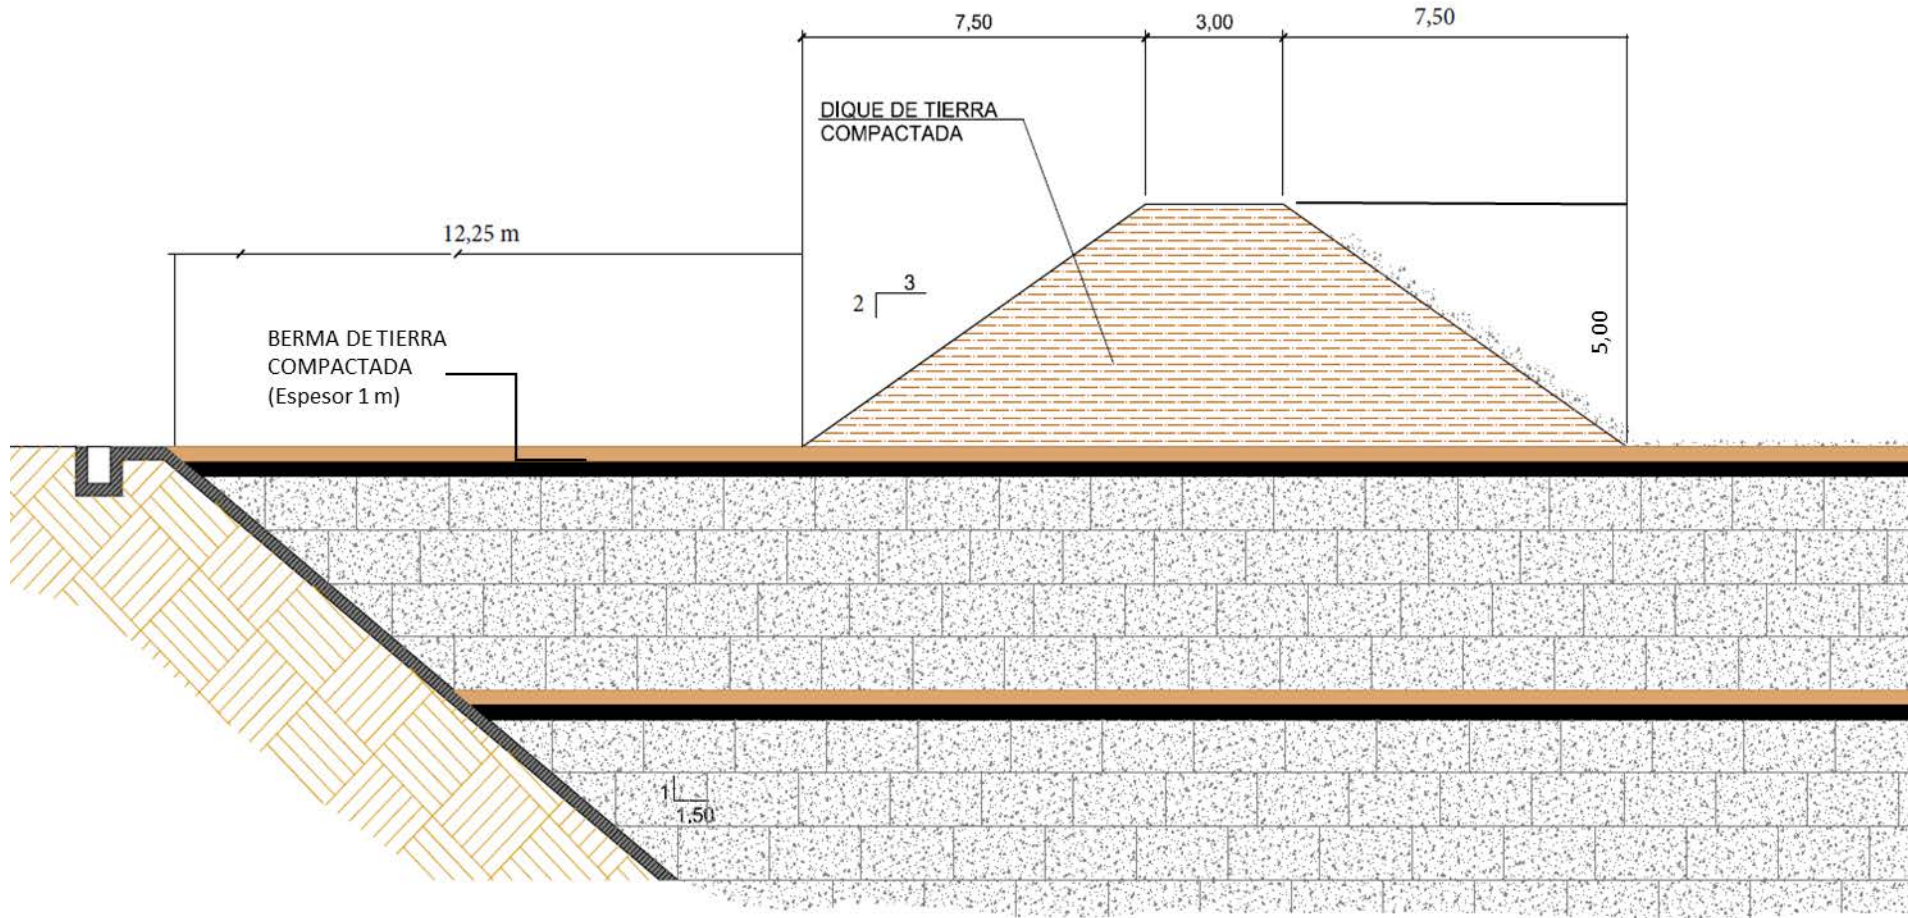 7,50
3,00
7,50
DIQUE DE TIERRA
COMPACTADA
12,25 m
3
2
BERMA DE TIERRA
COMPACTADA
(Espesor 1 m)
5,00
1
1,50